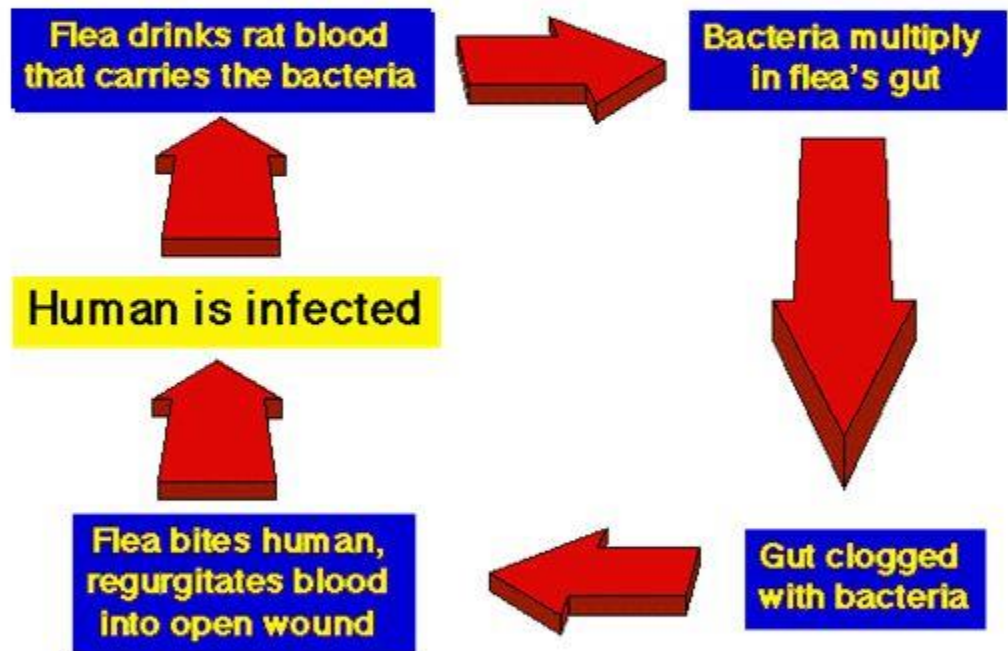 Flea drinks rat blood
that carries the bacteria
Bacteria multiply
in flea's gut
Gut clogged
with bacteria
Flea bites human,
regurgitates blood
into open wound
Human is infected